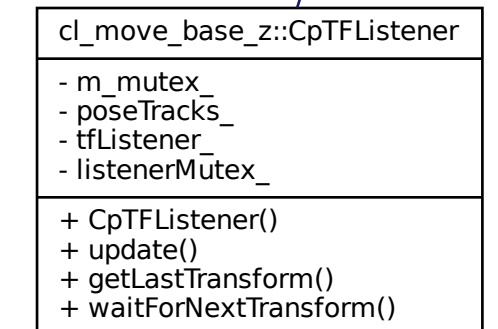 cl_move_base_z::CpTFListener
- m_mutex_
- poseTracks_
- tfListener_
- listenerMutex_
+ CpTFListener()
+ update()
+ getLastTransform()
+ waitForNextTransform()